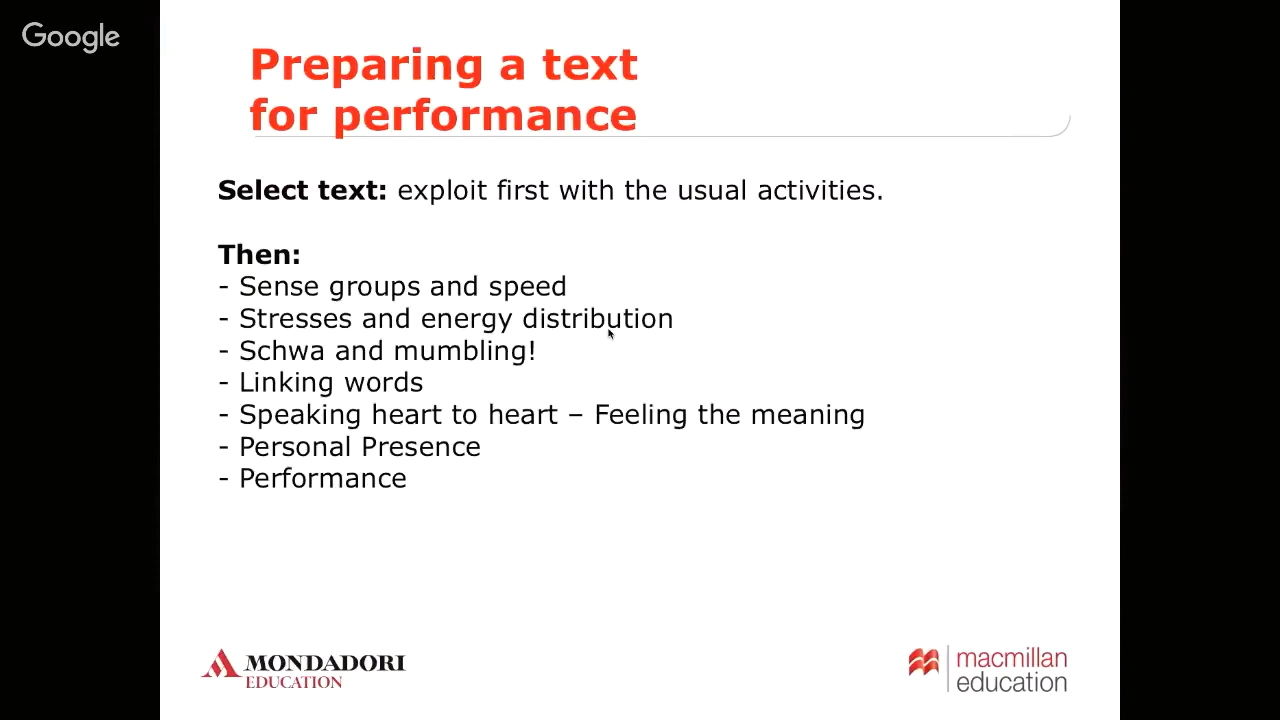 Google
Preparing a text
for performance
Select text: exploit first with the usual activities.
Then:
- Sense groups and speed
- Stresses and energy distribution
- Schwa and mumbling!
- Linking words
- Speaking heart to heart – Feeling the meaning
- Personal Presence
- Performance
MONDADORI
EDUCATION
macmillan
education